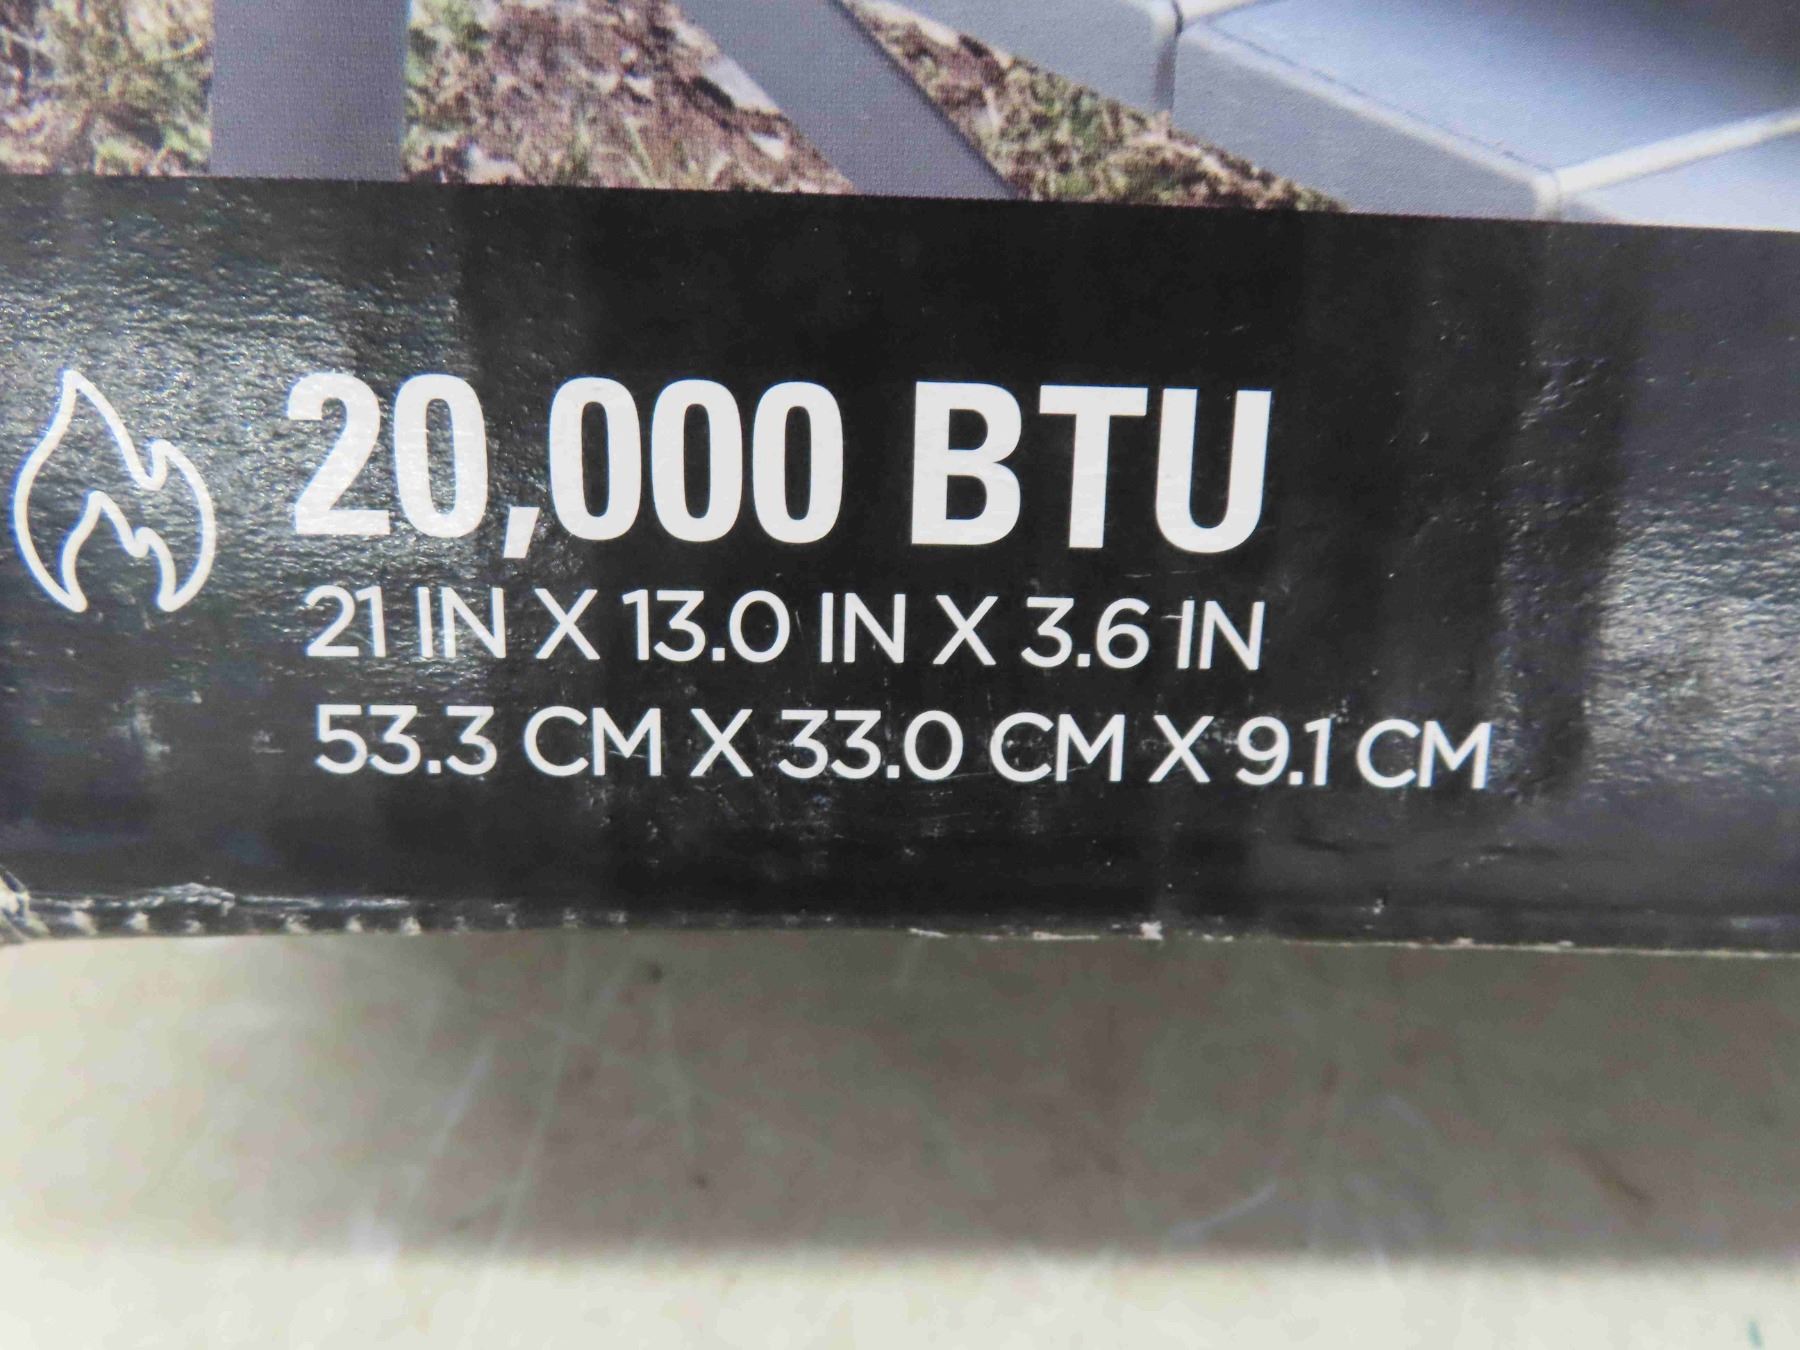 20,000 BTU
21 IN X 13.0 IN X 3.6 IN
53.3 CM X 33.0 CM X 9.1 CM